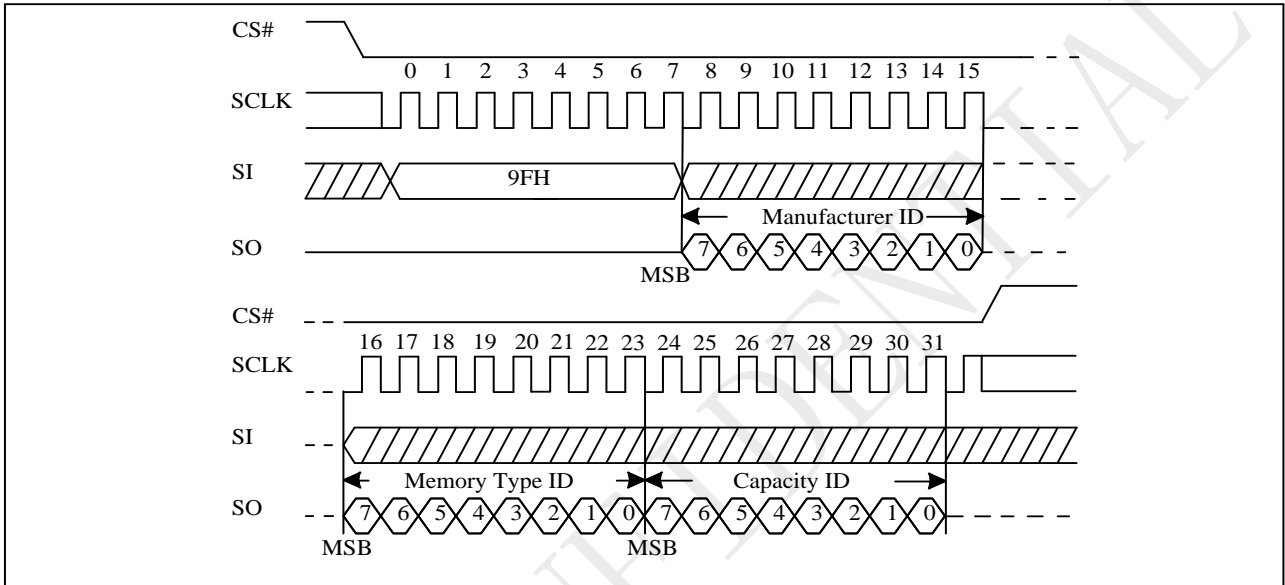 CS#
0 1 2 3 4 5 6 7 8 9 10 11 12 13 14 15
SCLK
SI
9FH
Manufacturer ID
SO
7 6 5 4 3 2 1 0
MSB
CS#
16 17 18 19 20 21 22 23 24 25 26 27 28 29 30 31
SCLK
SI
Memory Type ID Capacity ID
SO
7 6 5 4 3 2 1 0 7 6 5 4 3 2 1 0
MSB MSB